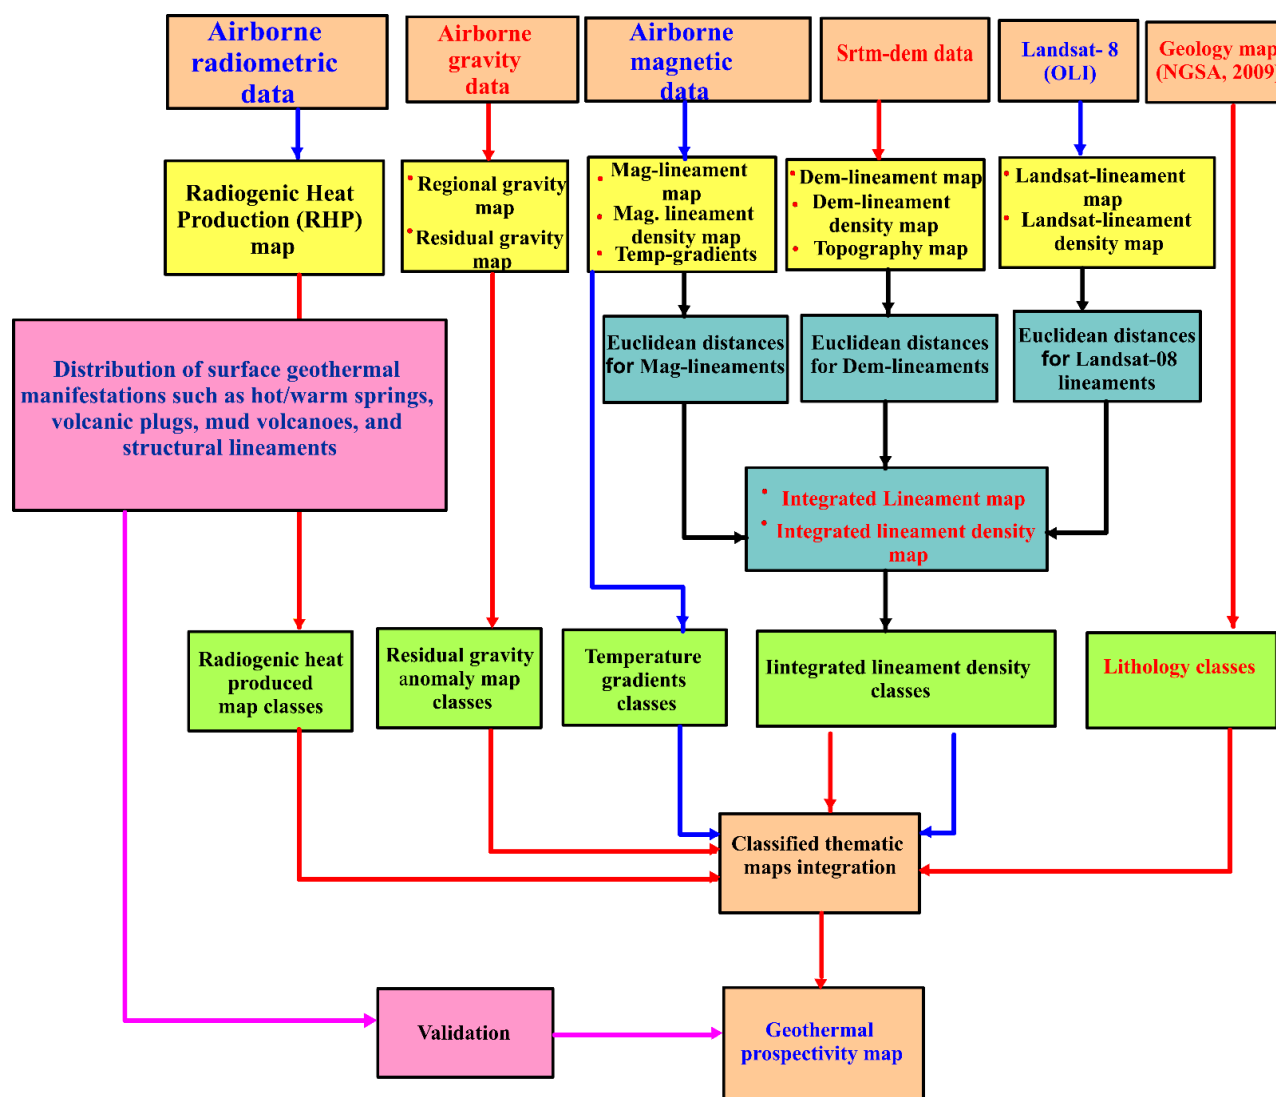 Airborne
radiometric
data
Airborne
gravity
data
Airborne
magnetic
data
Srtm-dem data
Landsat- 8
(OLI)
Geology map
(NGSA, 2009)
Radiogenic Heat
Production (RHP)
map
• Regional gravity
map
• Residual gravity
map
Mag-lineament
• map
• Mag. lineament
density map
• Temp-gradients
• Dem-lineament map
• Dem-lineament
density map
• Topography map
• Landsat-lineament
map
• Landsat-lineament
density map
Distribution of surface geothermal
manifestations such as hot/warm springs,
volcanic plugs, mud volcanoes, and
structural lineaments
Euclidean distances
for Mag-lineaments
Euclidean distances
for Dem-lineaments
Euclidean distances
for Landsat-08
lineaments
• Integrated Lineament map
• Integrated lineament density
map
Radiogenic heat
produced
map classes
Residual gravity
anomaly map
classes
Temperature
gradients
classes
Iintegrated lineament density
classes
Lithology classes
Classified thematic
maps integration
Validation
Geothermal
prospectivity map